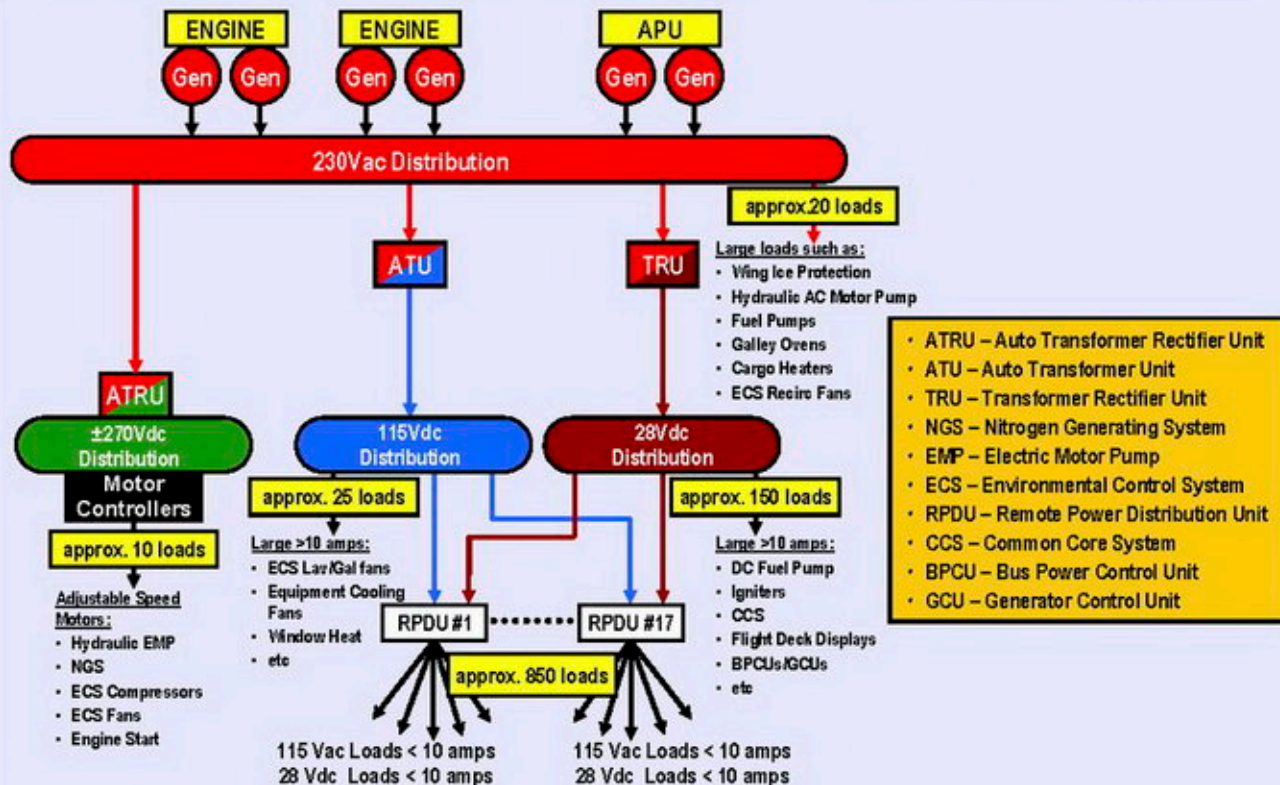 ENGINE
ENGINE
APU
Gen
Gen
Gen
Gen
Gen
Gen
230Vac Distribution
approx.20 loads
ATU
TRU
Large loads such as:
• Wing Ice Protection
• Hydraulic AC Motor Pump
• Fuel Pumps
• Galley Ovens
• Cargo Heaters
• ECS Recirc Fans
• ATRU – Auto Transformer Rectifier Unit
• ATU – Auto Transformer Unit
• TRU – Transformer Rectifier Unit
• NGS – Nitrogen Generating System
• EMP – Electric Motor Pump
• ECS – Environmental Control System
• RPDU – Remote Power Distribution Unit
• CCS – Common Core System
• BPCU – Bus Power Control Unit
• GCU – Generator Control Unit
ATRU
±270Vdc
Distribution
Motor
Controllers
approx. 10 loads
Adjustable Speed
Motors:
• Hydraulic EMP
• NGS
• ECS Compressors
• ECS Fans
• Engine Start
115Vdc
Distribution
approx. 25 loads
Large >10 amps:
• ECS Lav/Gal fans
• Equipment Cooling
Fans
• Window Heat
• etc
28Vdc
Distribution
approx. 150 loads
Large >10 amps:
• DC Fuel Pump
• Igniters
• CCS
• Flight Deck Displays
• BPCUs/GCUs
• etc
RPDU #1
RPDU #17
approx. 850 loads
115 Vac Loads < 10 amps
28 Vdc Loads < 10 amps
115 Vac Loads < 10 amps
28 Vdc Loads < 10 amps